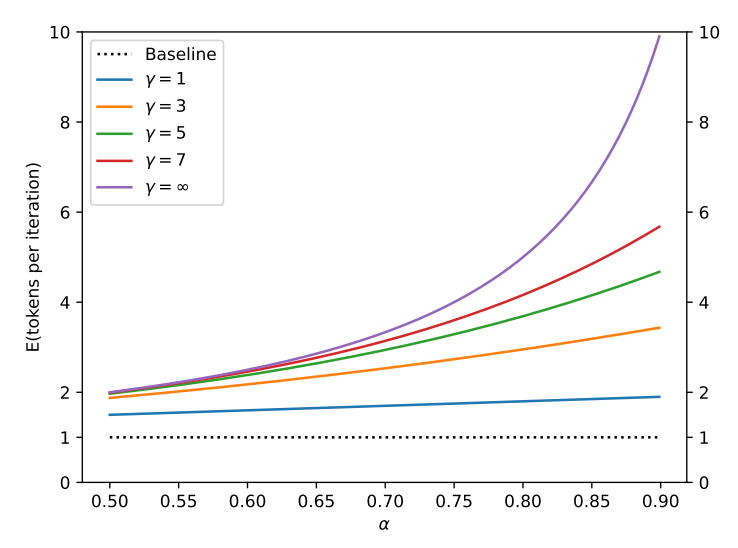 10
8
6
4
2
1
0
E(tokens per iteration)
Baseline
γ = 1
γ = 3
γ = 5
γ = 7
γ = ∞
10
8
6
4
2
1
0
0.50 0.55 0.60 0.65 0.70 0.75 0.80 0.85 0.90
α